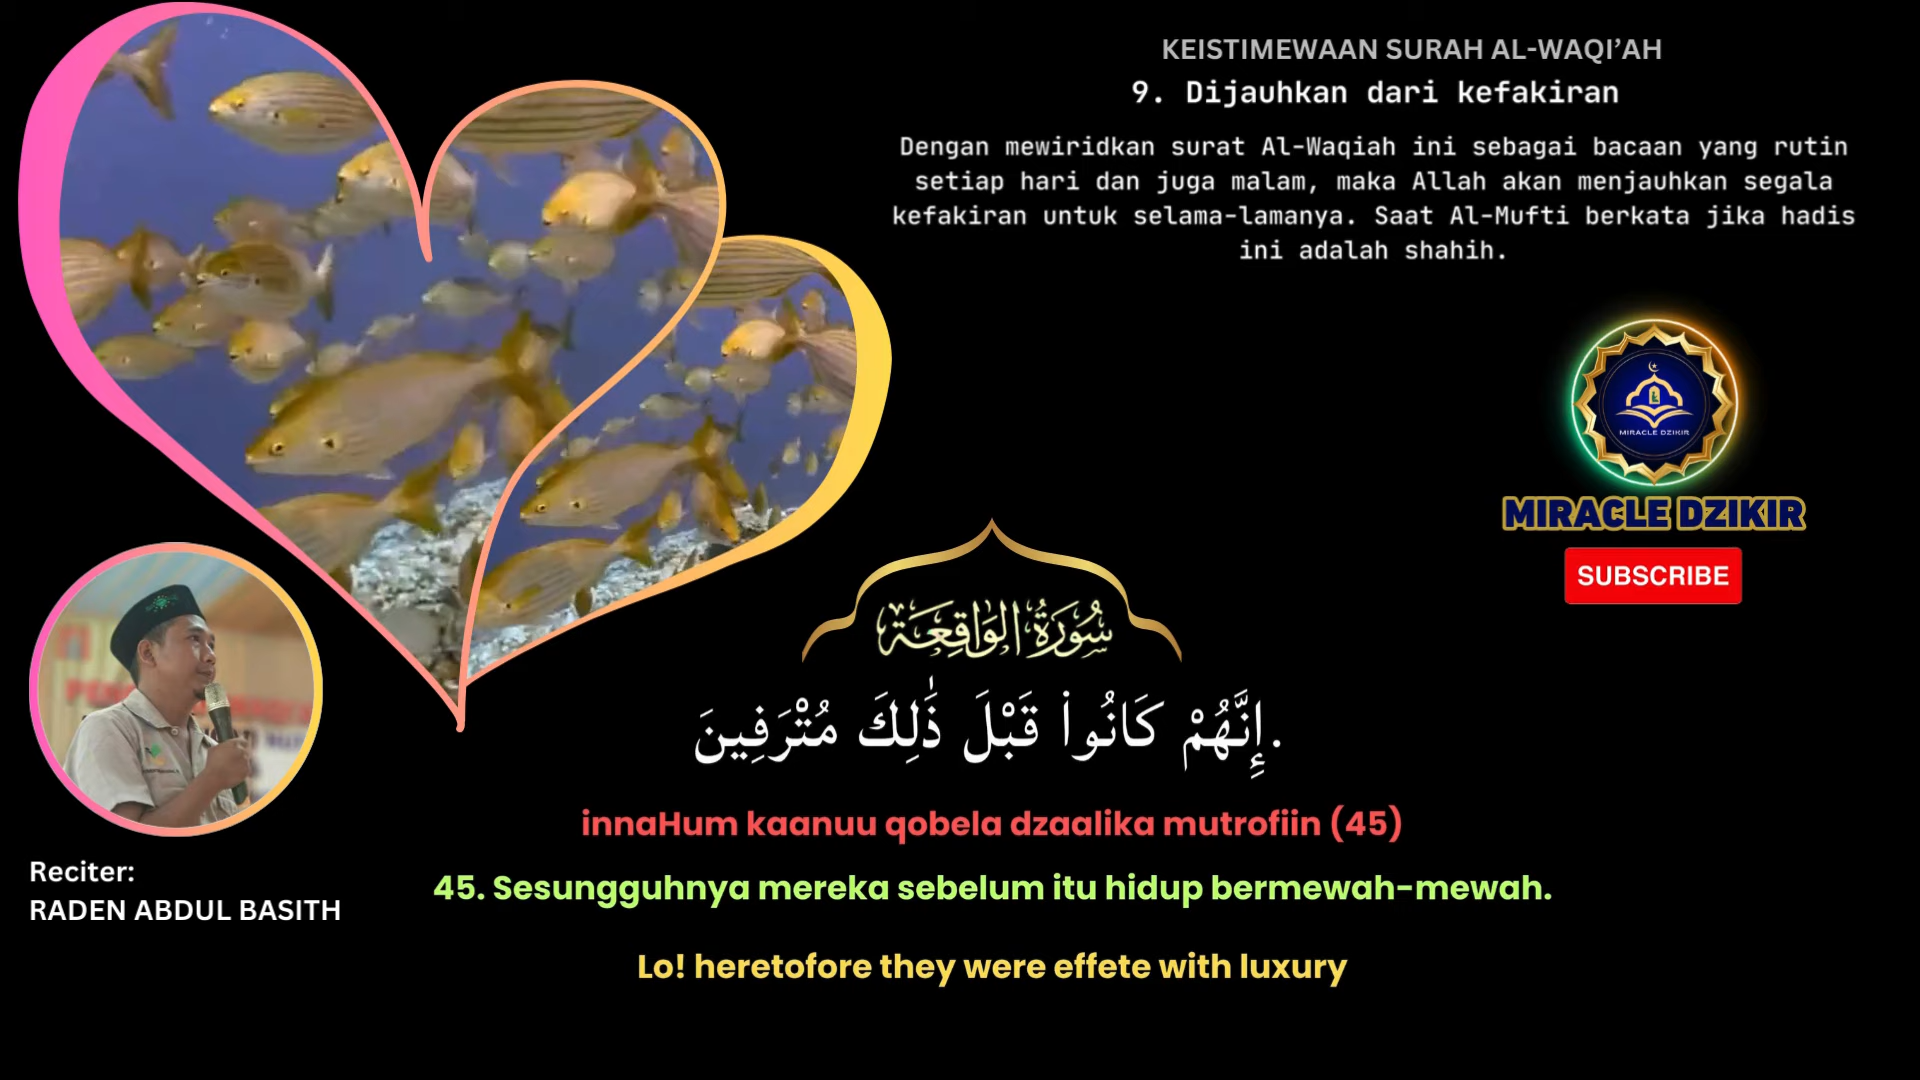 KEISTIMEWAAN SURAH AL-WAQI’AH
9. Dijauhkan dari kefakiran
Dengan mewiridkan surat Al-Waqiah ini sebagai bacaan yang rutin
setiap hari dan juga malam, maka Allah akan menjauhkan segala
kefakiran untuk selama-lamanya. Saat Al-Mufti berkata jika hadis
ini adalah shahih.
MIRACLE DZIKIR
MIRACLE DZIKIR
SUBSCRIBE
سُورَةُ الوَاقِعَة
إِنَّهُمْ كَانُوا۟ قَبْلَ ذَٰلِكَ مُتْرَفِينَ.
innaHum kaanuu qobela dzaalika mutrofiin (45)
45. Sesungguhnya mereka sebelum itu hidup bermewah-mewah.
Lo! heretofore they were effete with luxury
Reciter:
RADEN ABDUL BASITH